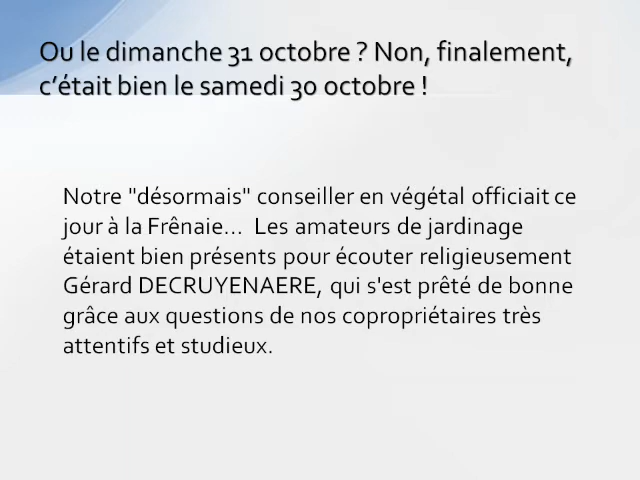 Ou le dimanche 31 octobre ? Non, finalement,
c’était bien le samedi 30 octobre !
Notre "désormais" conseiller en végétal officiait ce
jour à la Frênaie... Les amateurs de jardinage
étaient bien présents pour écouter religieusement
Gérard DECRUYENAERE, qui s'est prêté de bonne
grâce aux questions de nos copropriétaires très
attentifs et studieux.